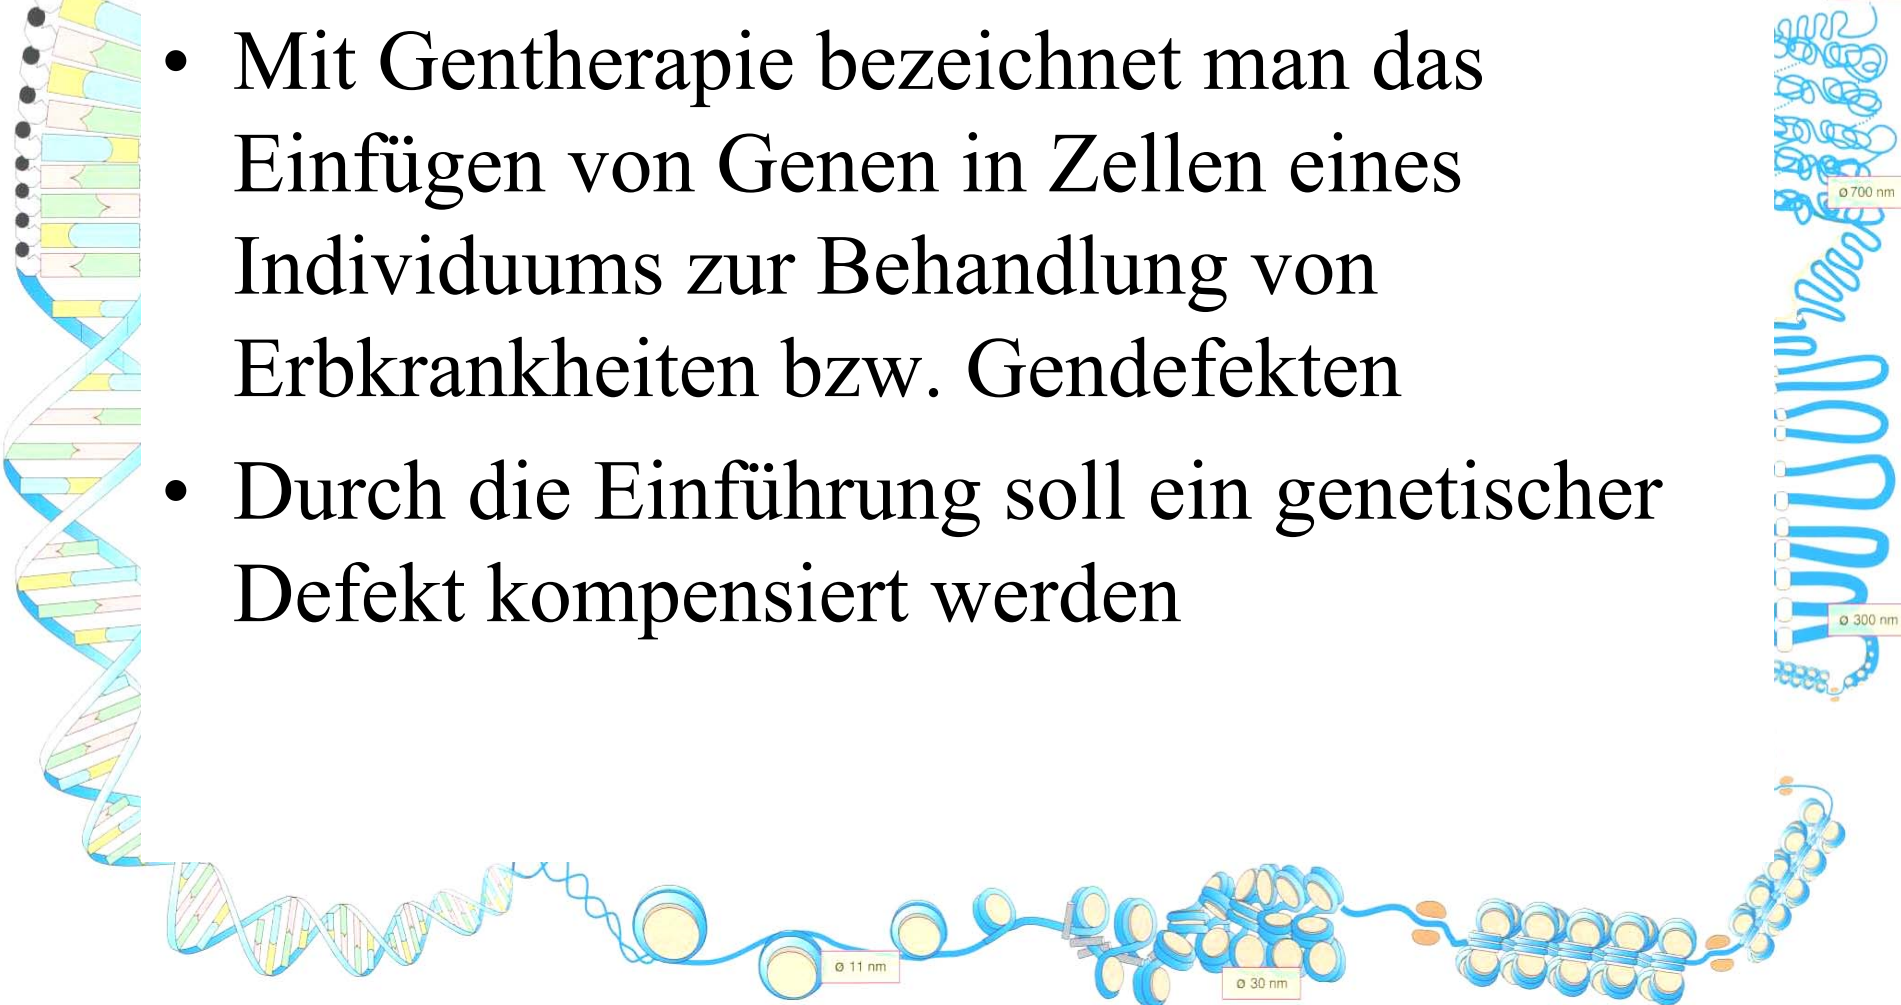 • Mit Gentherapie bezeichnet man das
Einfügen von Genen in Zellen eines
Individuums zur Behandlung von
Erbkrankheiten bzw. Gendefekten
• Durch die Einführung soll ein genetischer
Defekt kompensiert werden
Ø 700 nm
Ø 300 nm
Ø 11 nm
Ø 30 nm